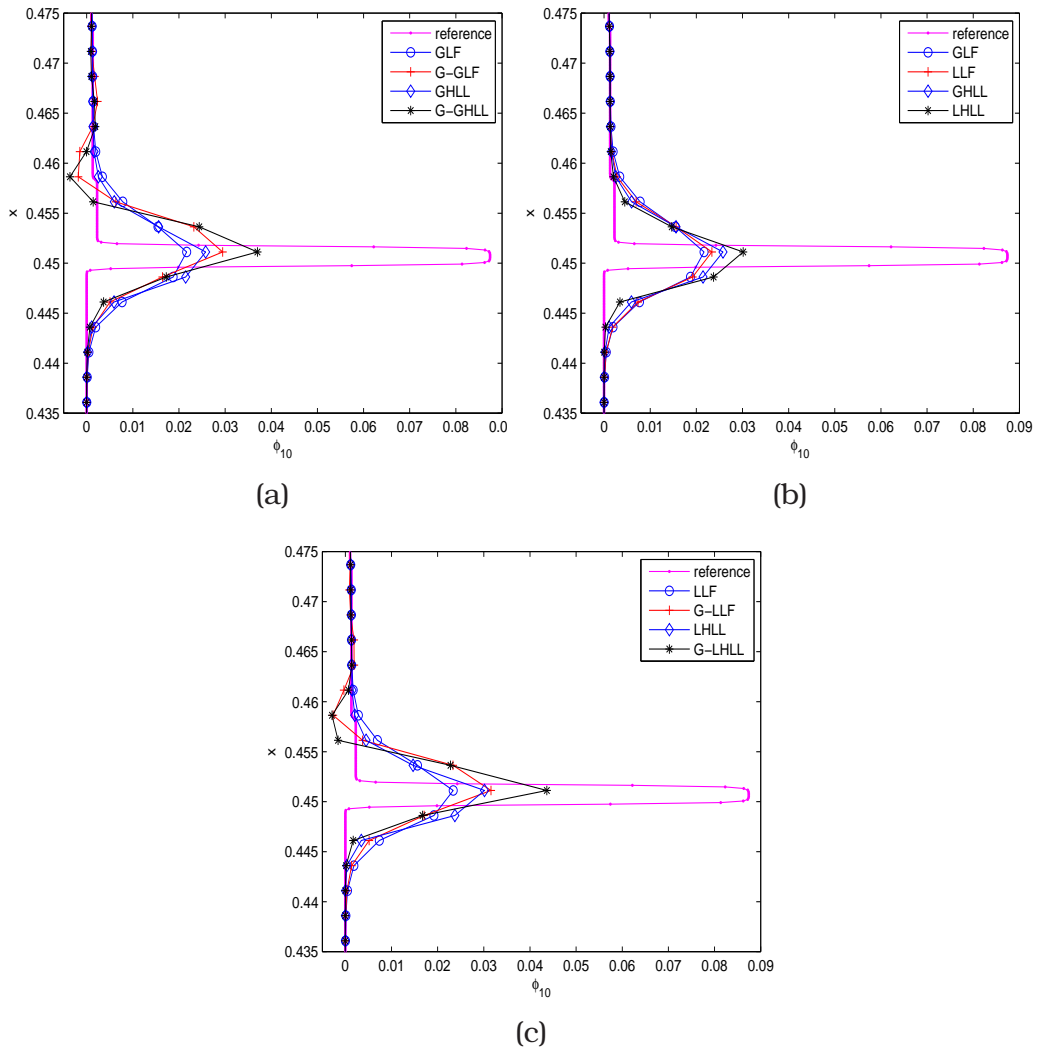 0.475
0.47
0.465
0.46
0.455
0.45
0.445
0.44
0.435
x
0 0.01 0.02 0.03 0.04 0.05 0.06 0.07 0.08 0.0
ϕ10
reference
GLF
G−GLF
GHLL
G−GHLL
(a)
0.475
0.47
0.465
0.46
0.455
0.45
0.445
0.44
0.435
x
0 0.01 0.02 0.03 0.04 0.05 0.06 0.07 0.08 0.09
ϕ10
reference
GLF
LLF
GHLL
LHLL
(b)
0.475
0.47
0.465
0.46
0.455
0.45
0.445
0.44
0.435
x
0 0.01 0.02 0.03 0.04 0.05 0.06 0.07 0.08 0.09
ϕ10
reference
LLF
G−LLF
LHLL
G−LHLL
(c)